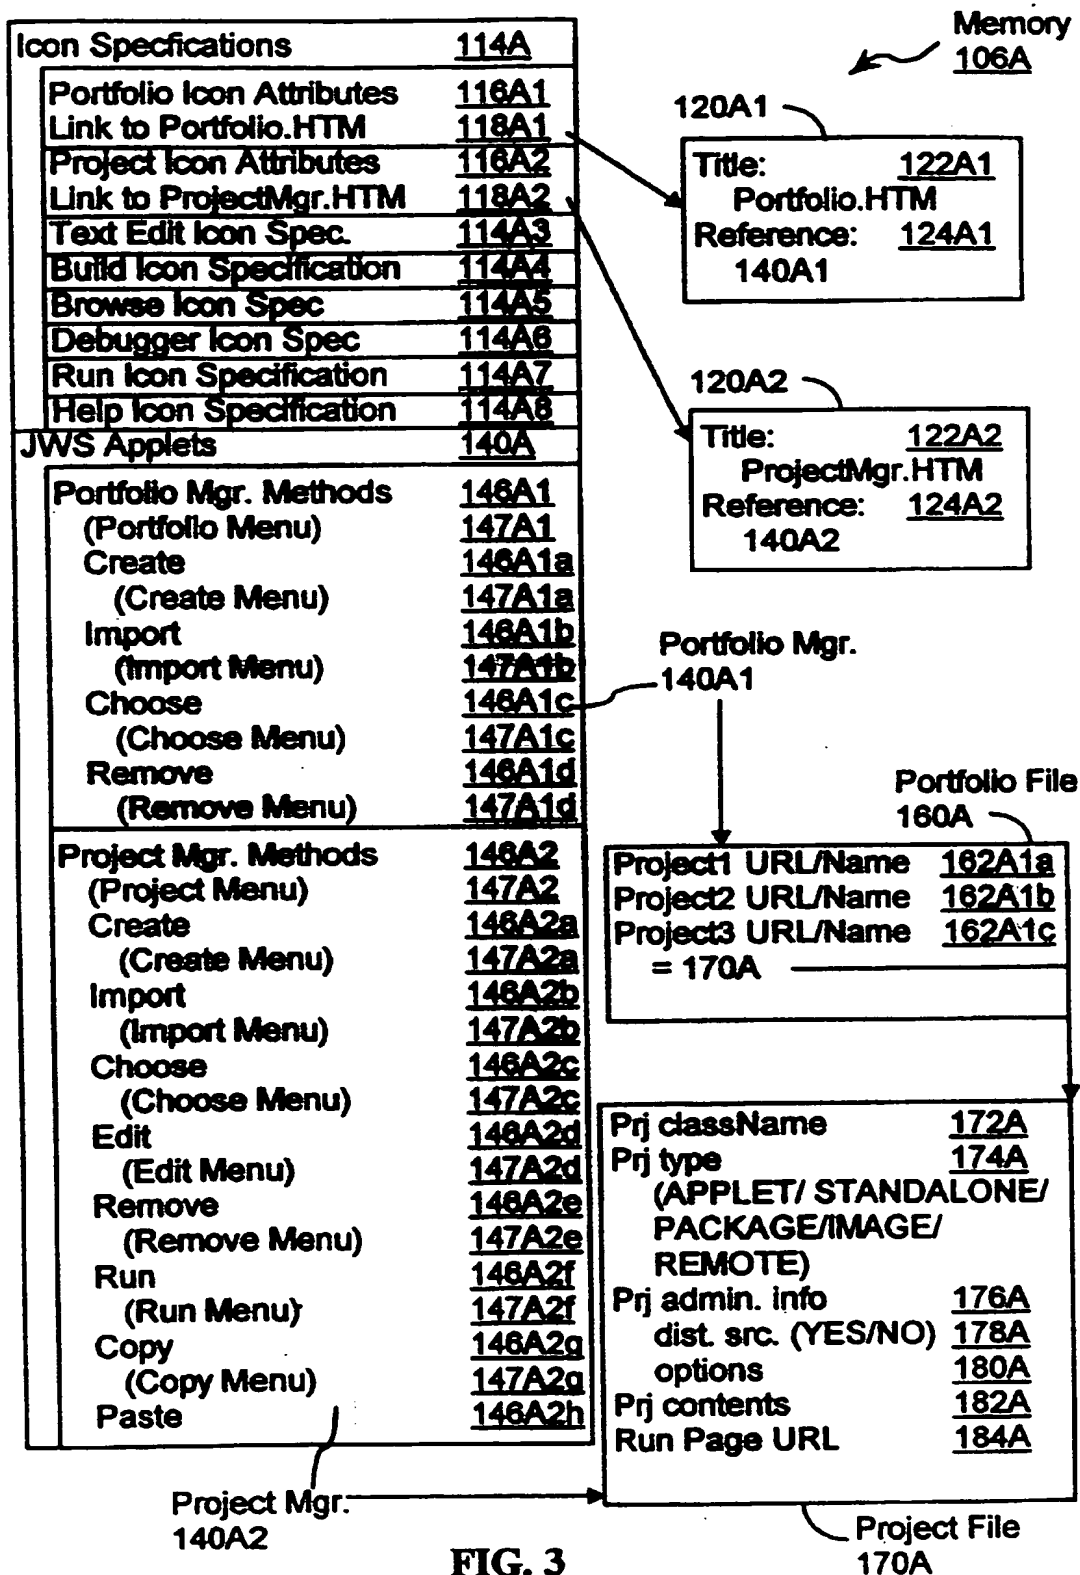 Memory
106A
Icon Specfications 114A
Portfolio Icon Attributes 116A1
Link to Portfolio.HTM 118A1
Project Icon Attributes 116A2
Link to ProjectMgr.HTM 118A2
Text Edit Icon Spec. 114A3
Build Icon Specification 114A4
Browse Icon Spec 114A5
Debugger Icon Spec 114A6
Run Icon Specification 114A7
Help Icon Specification 114A8
JWS Applets 140A
Portfolio Mgr. Methods 146A1
(Portfolio Menu) 147A1
Create 146A1a
(Create Menu) 147A1a
Import 146A1b
(Import Menu) 147A1b
Choose 146A1c
(Choose Menu) 147A1c
Remove 146A1d
(Remove Menu) 147A1d
Project Mgr. Methods 146A2
(Project Menu) 147A2
Create 146A2a
(Create Menu) 147A2a
Import 146A2b
(Import Menu) 147A2b
Choose 146A2c
(Choose Menu) 147A2c
Edit 146A2d
(Edit Menu) 147A2d
Remove 146A2e
(Remove Menu) 147A2e
Run 146A2f
(Run Menu) 147A2f
Copy 146A2g
(Copy Menu) 147A2g
Paste 146A2h
Project Mgr.
140A2
120A1
Title: 122A1
Portfolio.HTM
Reference: 124A1
140A1
120A2
Title: 122A2
ProjectMgr.HTM
Reference: 124A2
140A2
Portfolio Mgr.
140A1
Portfolio File
160A
Project1 URL/Name 162A1a
Project2 URL/Name 162A1b
Project3 URL/Name 162A1c
= 170A
Prj className 172A
Prj type 174A
(APPLET/ STANDALONE/
PACKAGE/IMAGE/
REMOTE)
Prj admin. info 176A
dist. src. (YES/NO) 178A
options 180A
Prj contents 182A
Run Page URL 184A
Project File
170A
FIG. 3